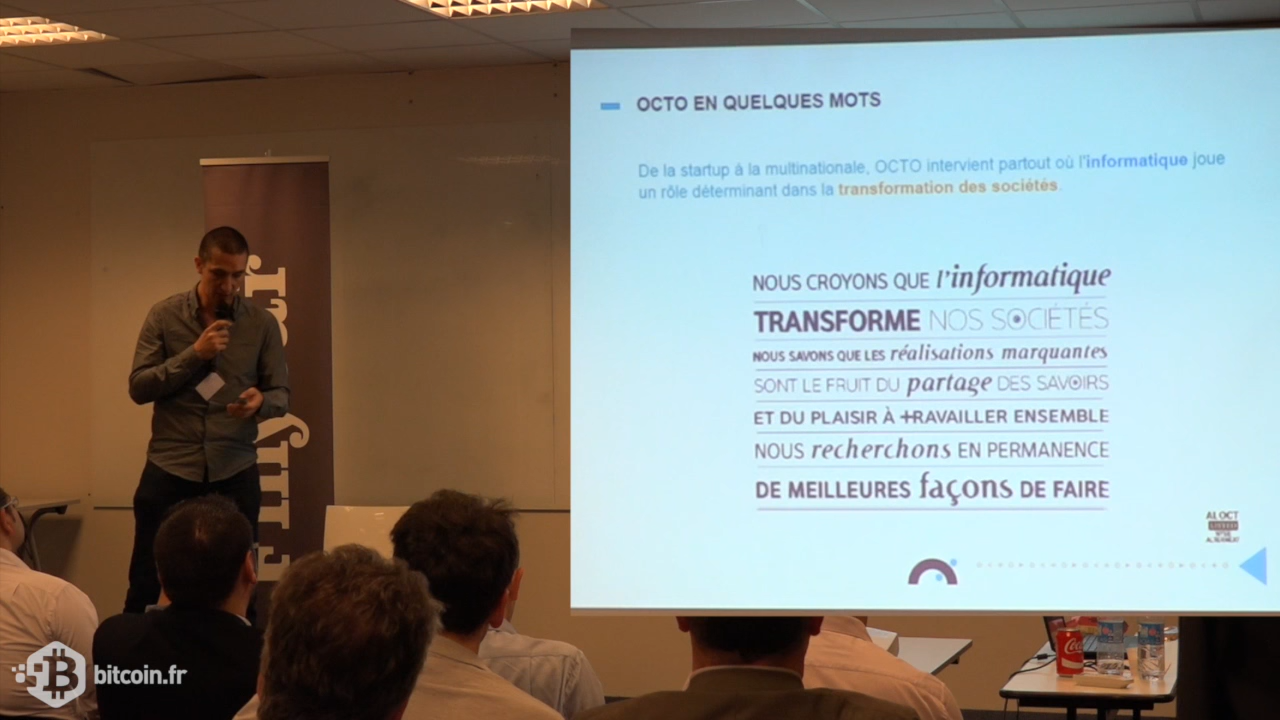 OCTO EN QUELQUES MOTS
De la startup à la multinationale, OCTO intervient partout où l'informatique joue
un rôle déterminant dans la transformation des sociétés.
NOUS CROYONS QUE l'informatique
TRANSFORME NOS SOCIÉTÉS
NOUS SAVONS QUE LES réalisations marquantes
SONT LE FRUIT DU partage DES SAVOIRS
ET DU PLAISIR À TRAVAILLER ENSEMBLE
NOUS recherchons EN PERMANENCE
DE MEILLEURES façons DE FAIRE
bitcoin.fr